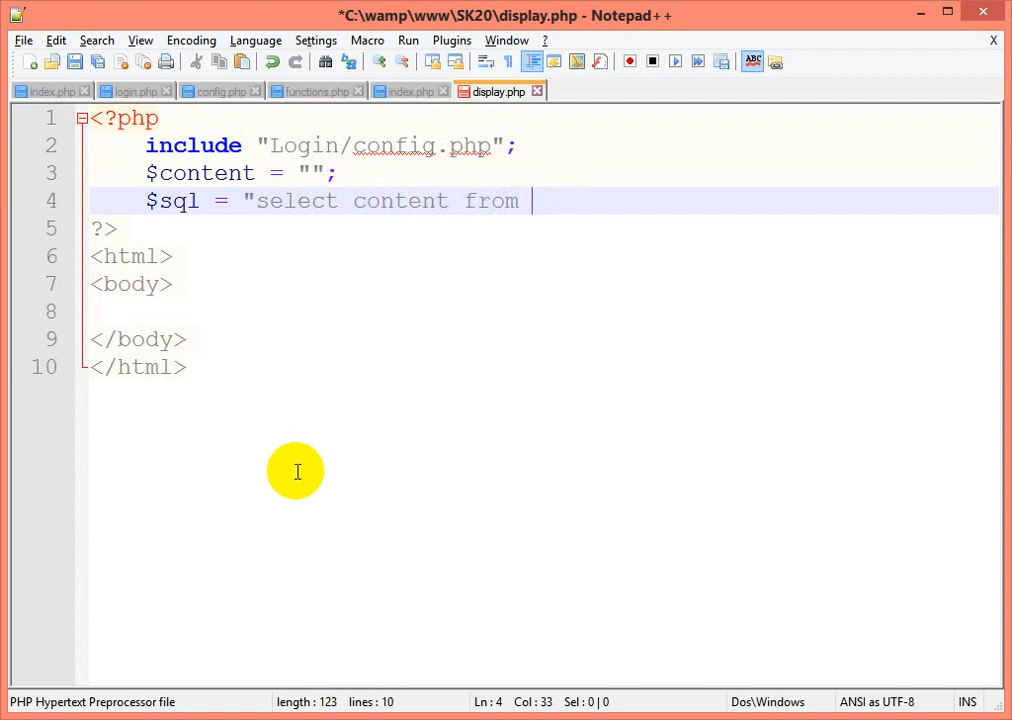 *C:\wamp\www\SK20\display.php - Notepad++
File Edit Search View Encoding Language Settings Macro Run Plugins Window ? X
index.php login.php config.php functions.php index.php display.php
1 <?php
2 include "Login/config.php";
3 $content = "";
4 $sql = "select content from
5 ?>
6 <html>
7 <body>
8
9 </body>
10 </html>
PHP Hypertext Preprocessor file length : 123 lines : 10 Ln : 4 Col : 33 Sel : 0 | 0 Dos\Windows ANSI as UTF-8 INS